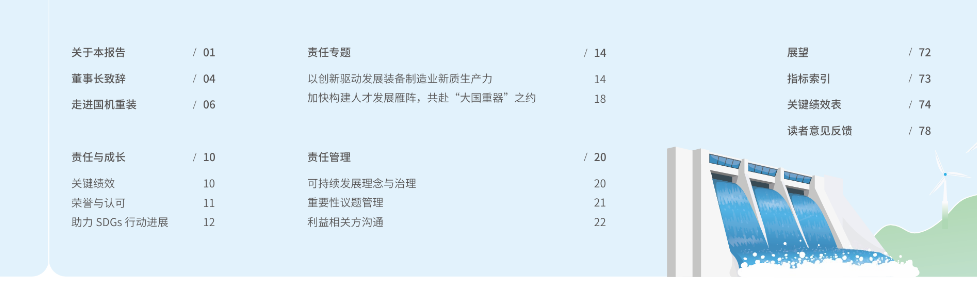 关于本报告 / 01
董事长致辞 / 04
走进国机重装 / 06
责任与成长 / 10
关键绩效 10
荣誉与认可 11
助力 SDGs 行动进展 12
责任专题 / 14
以创新驱动发展装备制造业新质生产力 14
加快构建人才发展雁阵，共赴“大国重器”之约 18
责任管理 / 20
可持续发展理念与治理 20
重要性议题管理 21
利益相关方沟通 22
展望 / 72
指标索引 / 73
关键绩效表 / 74
读者意见反馈 / 78